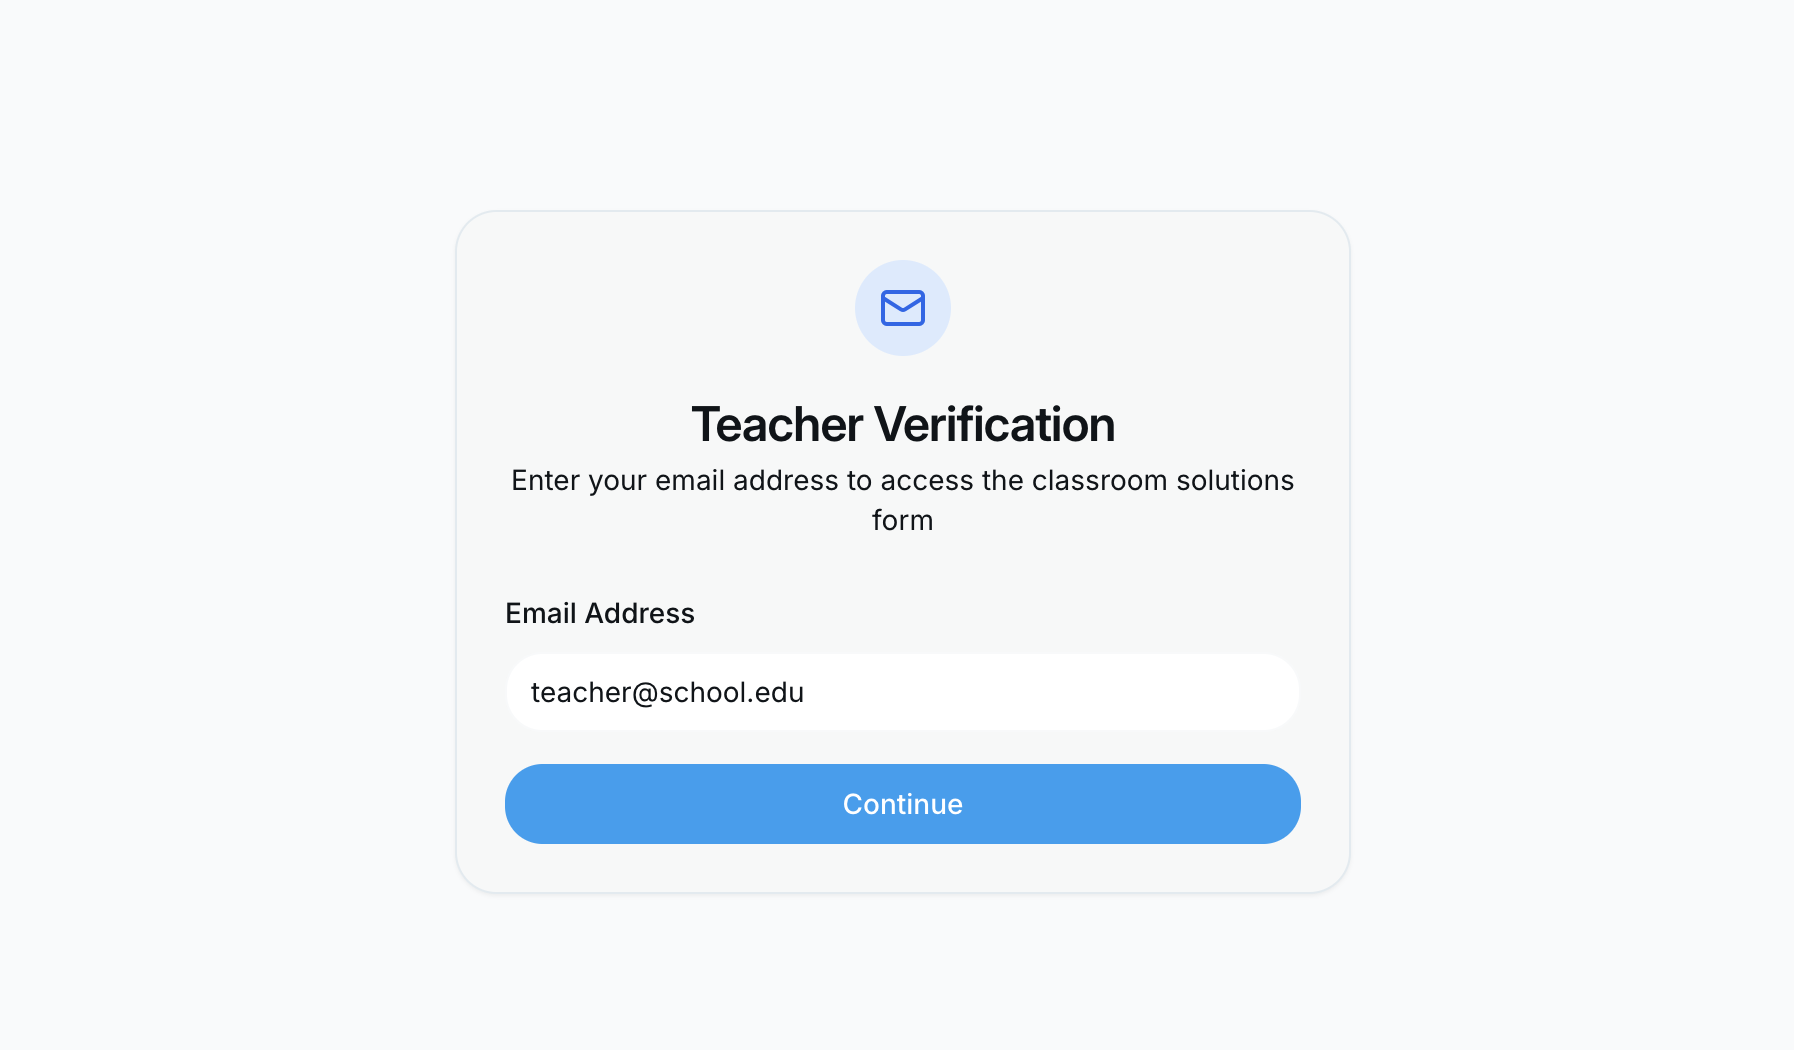 Teacher Verification
Enter your email address to access the classroom solutions
form
Email Address
teacher@school.edu
Continue